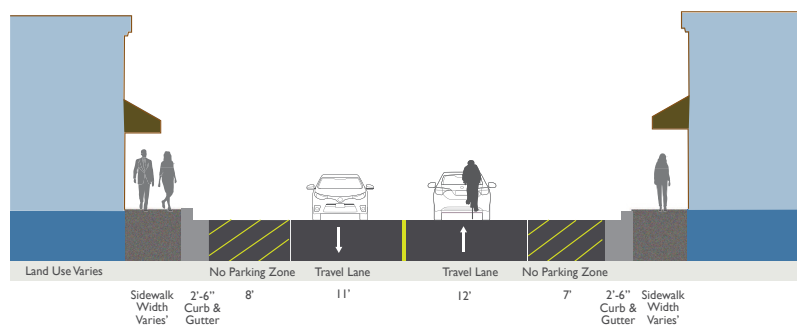 Land Use Varies
No Parking Zone
Travel Lane
Travel Lane
No Parking Zone
Sidewalk
Width
Varies'
2'-6"
Curb &
Gutter
8'
11'
12'
7'
2'-6"
Curb &
Gutter
Sidewalk
Width
Varies'